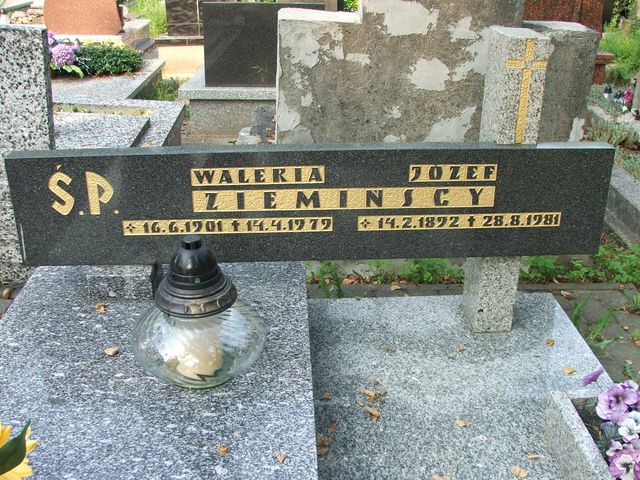 Ś.P.
WALERIA JÓZEF
ZIEMIŃSCY
✣ 16.6.1901 ✝ 14.4.1979 ✣ 14.2.1892 ✝ 28.8.1981